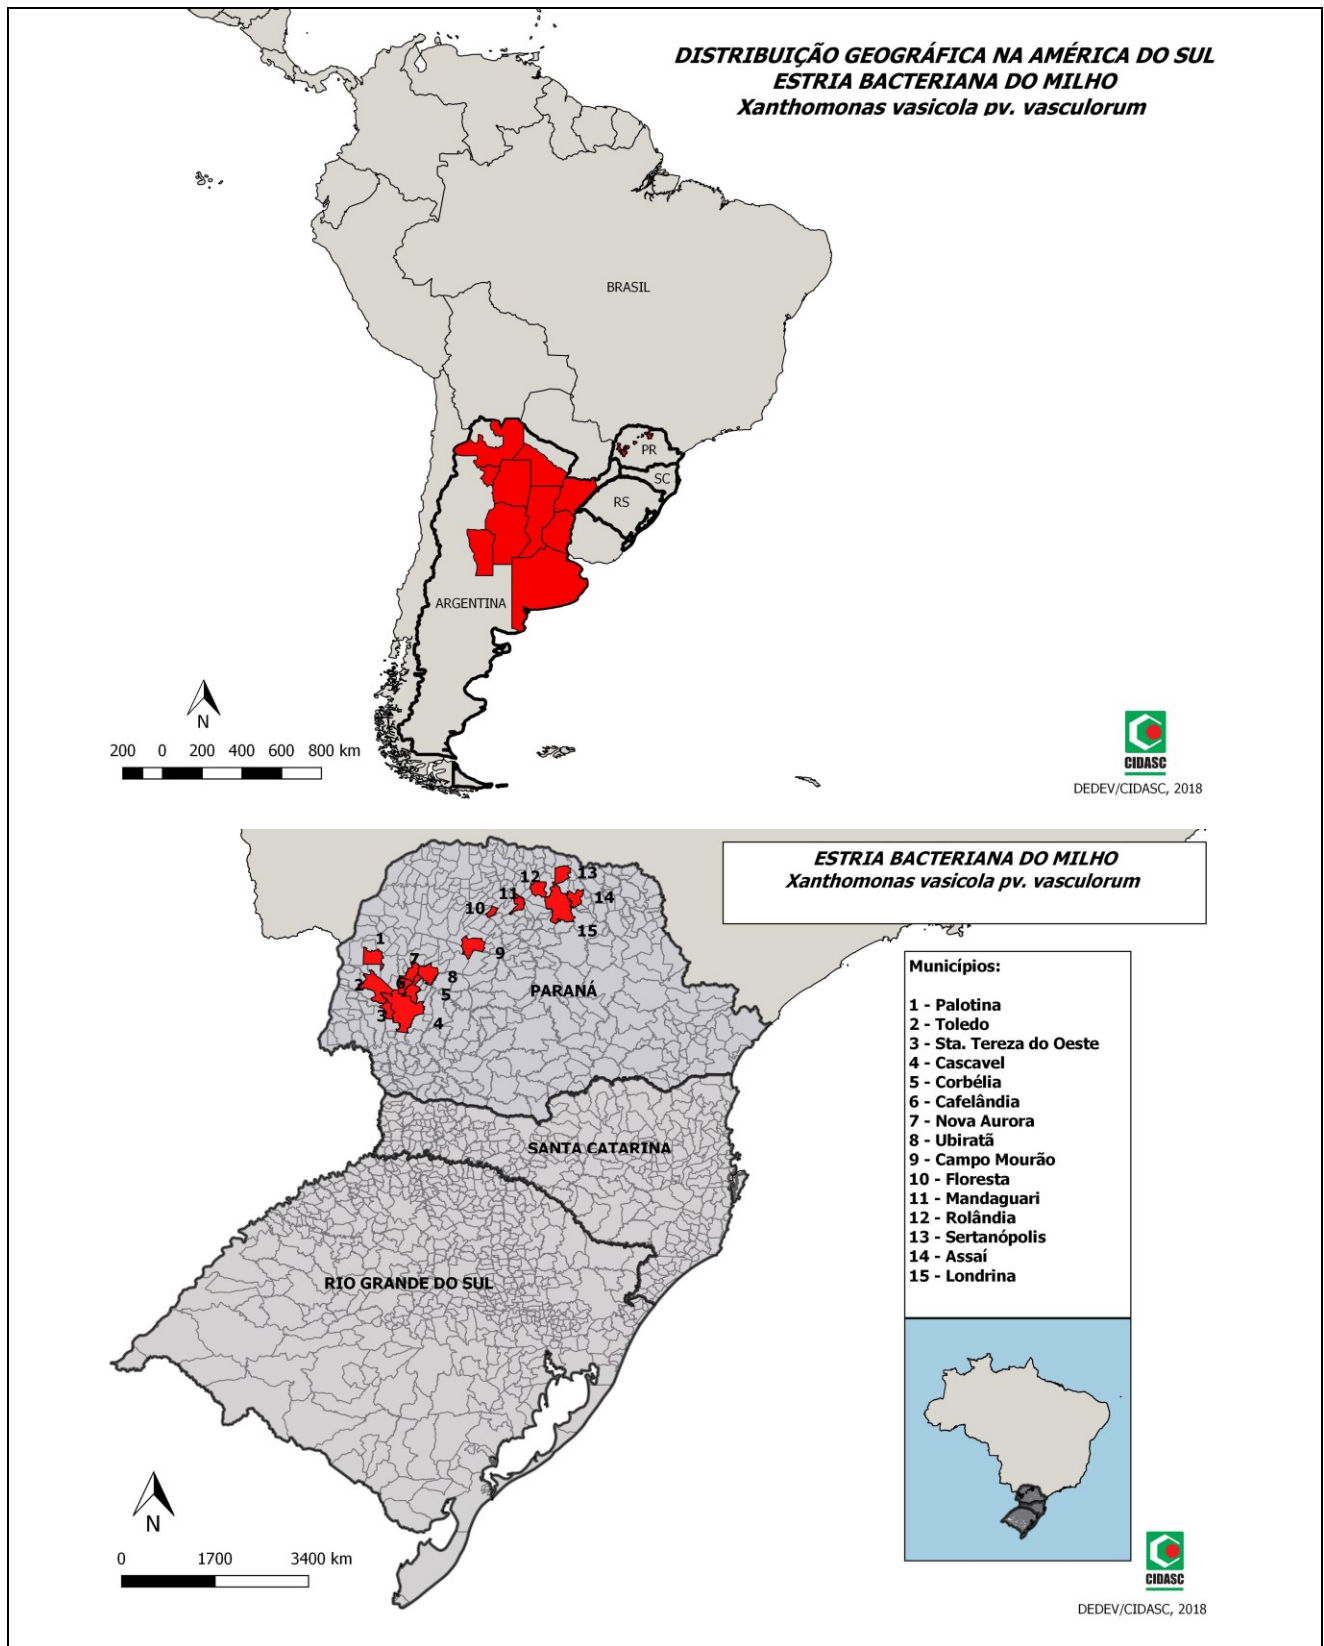 DISTRIBUIÇÃO GEOGRÁFICA NA AMÉRICA DO SUL
ESTRIA BACTERIANA DO MILHO
Xanthomonas vasicola pv. vasculorum
BRASIL
PR
SC
RS
ARGENTINA
N
200 0 200 400 600 800 km
CIDASC
DEDEV/CIDASC, 2018
ESTRIA BACTERIANA DO MILHO
Xanthomonas vasicola pv. vasculorum
13
12
11
14
10
15
1
9
7
8
2
6
5
3
4
PARANÁ
SANTA CATARINA
RIO GRANDE DO SUL
Municípios:
1 - Palotina
2 - Toledo
3 - Sta. Tereza do Oeste
4 - Cascavel
5 - Corbélia
6 - Cafelândia
7 - Nova Aurora
8 - Ubiratã
9 - Campo Mourão
10 - Floresta
11 - Mandaguari
12 - Rolândia
13 - Sertanópolis
14 - Assaí
15 - Londrina
N
0 1700 3400 km
CIDASC
DEDEV/CIDASC, 2018